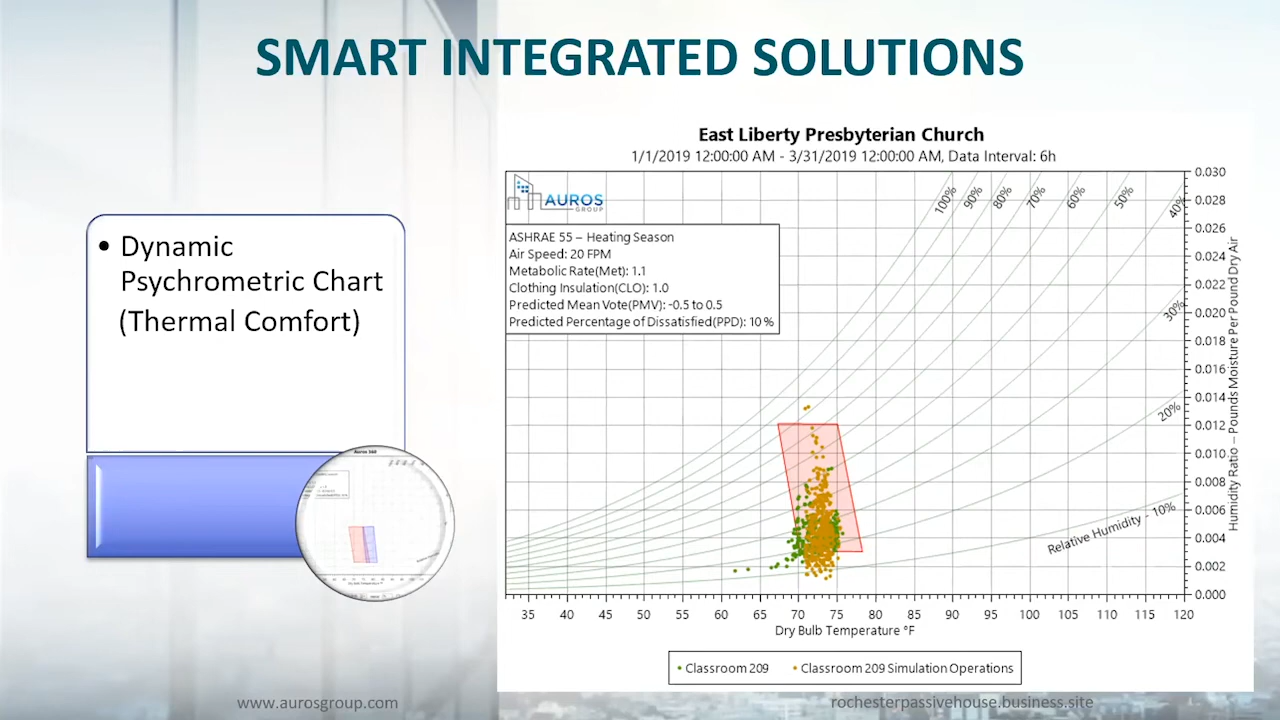 SMART INTEGRATED SOLUTIONS
• Dynamic
Psychrometric Chart
(Thermal Comfort)
East Liberty Presbyterian Church
1/1/2019 12:00:00 AM - 3/31/2019 12:00:00 AM, Data Interval: 6h
AUROS
GROUP
ASHRAE 55 – Heating Season
Air Speed: 20 FPM
Metabolic Rate(Met): 1.1
Clothing Insulation(CLO): 1.0
Predicted Mean Vote(PMV): -0.5 to 0.5
Predicted Percentage of Dissatisfied(PPD): 10 %
100%
90%
80%
70%
60%
50%
40%
30%
20%
Relative Humidity - 10%
0.030
0.028
0.026
0.024
0.022
0.020
0.018
0.016
0.014
0.012
0.010
0.008
0.006
0.004
0.002
0.000
Humidity Ratio – Pounds Moisture Per Pound Dry Air
35 40 45 50 55 60 65 70 75 80 85 90 95 100 105 110 115 120
Dry Bulb Temperature °F
Classroom 209
Classroom 209 Simulation Operations
Auros 360
www.aurosgroup.com
rochesterpassivehouse.business.site